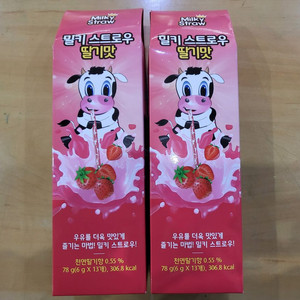 Milky
Straw
밀키 스트로우
딸기맛
우유를 더욱 맛있게
즐기는 마법! 밀키 스트로우!
천연딸기향 0.55 %
78 g(6 g X 13개), 306.8 kcal
Milky
Straw
밀키 스트로우
딸기맛
우유를 더욱 맛있게
즐기는 마법! 밀키 스트로우!
천연딸기향 0.55 %
78 g(6 g X 13개), 306.8 kcal